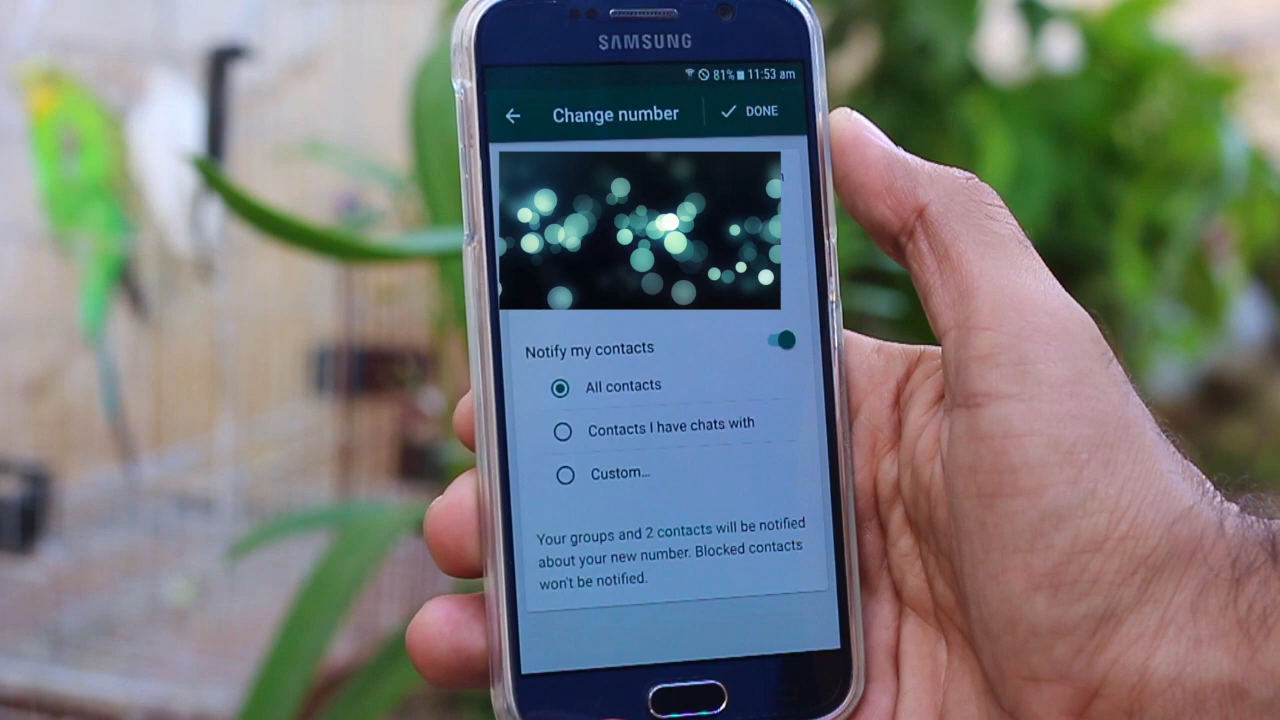 SAMSUNG
81% 11:53 am
Change number DONE
Notify my contacts
All contacts
Contacts I have chats with
Custom...
Your groups and 2 contacts will be notified
about your new number. Blocked contacts
won't be notified.